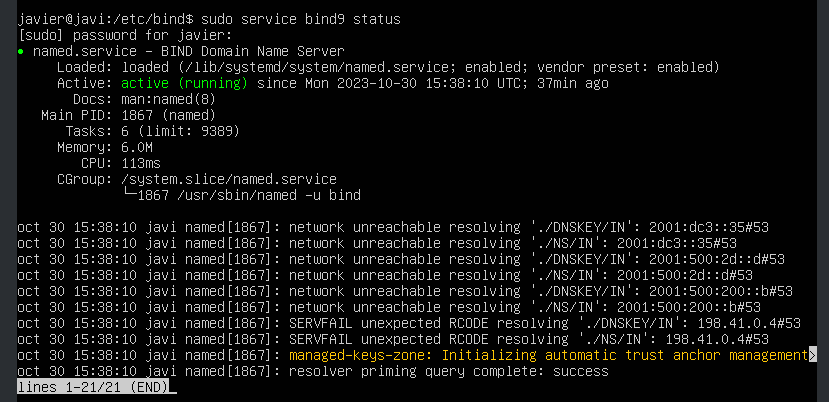 javier@javi:/etc/bind$ sudo service bind9 status
[sudo] password for javier:
● named.service - BIND Domain Name Server
     Loaded: loaded (/lib/systemd/system/named.service; enabled; vendor preset: enabled)
     Active: active (running) since Mon 2023-10-30 15:38:10 UTC; 37min ago
       Docs: man:named(8)
   Main PID: 1867 (named)
      Tasks: 6 (limit: 9389)
     Memory: 6.0M
        CPU: 113ms
     CGroup: /system.slice/named.service
             └─1867 /usr/sbin/named -u bind

oct 30 15:38:10 javi named[1867]: network unreachable resolving './DNSKEY/IN': 2001:dc3::35#53
oct 30 15:38:10 javi named[1867]: network unreachable resolving './NS/IN': 2001:dc3::35#53
oct 30 15:38:10 javi named[1867]: network unreachable resolving './DNSKEY/IN': 2001:500:2d::d#53
oct 30 15:38:10 javi named[1867]: network unreachable resolving './NS/IN': 2001:500:2d::d#53
oct 30 15:38:10 javi named[1867]: network unreachable resolving './DNSKEY/IN': 2001:500:200::b#53
oct 30 15:38:10 javi named[1867]: network unreachable resolving './NS/IN': 2001:500:200::b#53
oct 30 15:38:10 javi named[1867]: SERVFAIL unexpected RCODE resolving './DNSKEY/IN': 198.41.0.4#53
oct 30 15:38:10 javi named[1867]: SERVFAIL unexpected RCODE resolving './NS/IN': 198.41.0.4#53
oct 30 15:38:10 javi named[1867]: managed-keys-zone: Initializing automatic trust anchor management>
oct 30 15:38:10 javi named[1867]: resolver priming query complete: success
lines 1-21/21 (END)